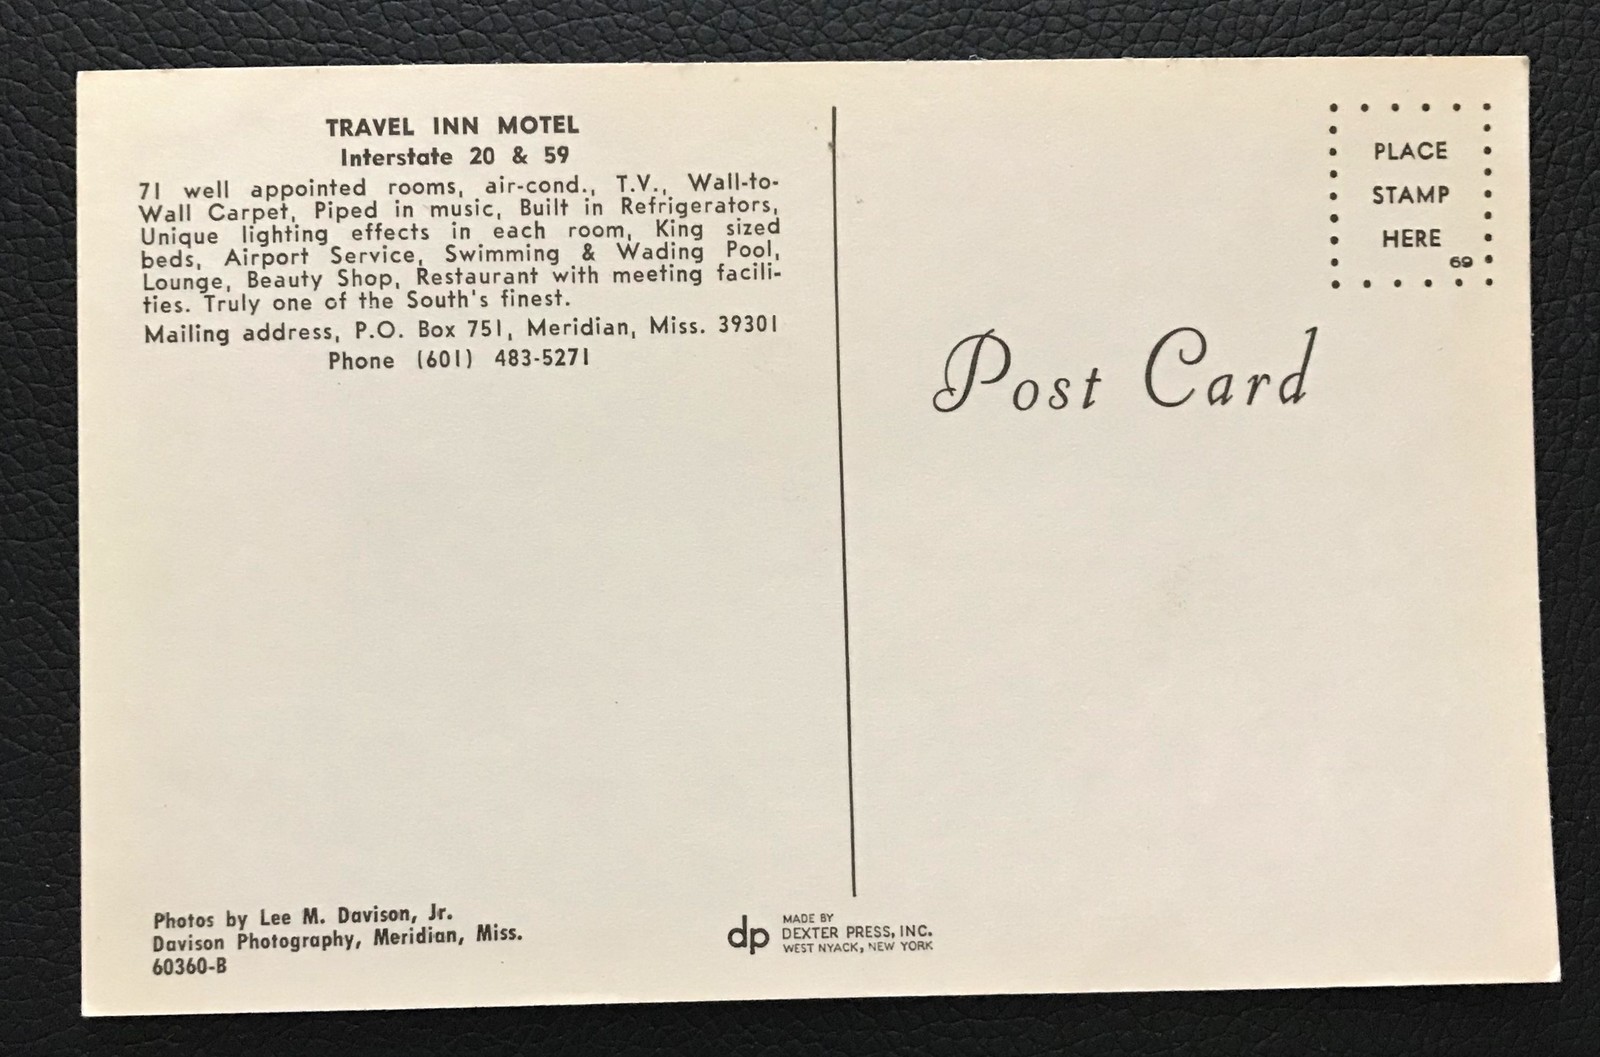 TRAVEL INN MOTEL
Interstate 20 & 59
71 well appointed rooms, air-cond., T.V., Wall-to-
Wall Carpet, Piped in music, Built in Refrigerators,
Unique lighting effects in each room, King sized
beds, Airport Service, Swimming & Wading Pool,
Lounge, Beauty Shop, Restaurant with meeting facili-
ties. Truly one of the South's finest.
Mailing address, P.O. Box 751, Meridian, Miss. 39301
Phone (601) 483-5271
PLACE
STAMP
HERE
69
Post Card
Photos by Lee M. Davison, Jr.
Davison Photography, Meridian, Miss.
60360-B
dp
MADE BY
DEXTER PRESS, INC.
WEST NYACK, NEW YORK